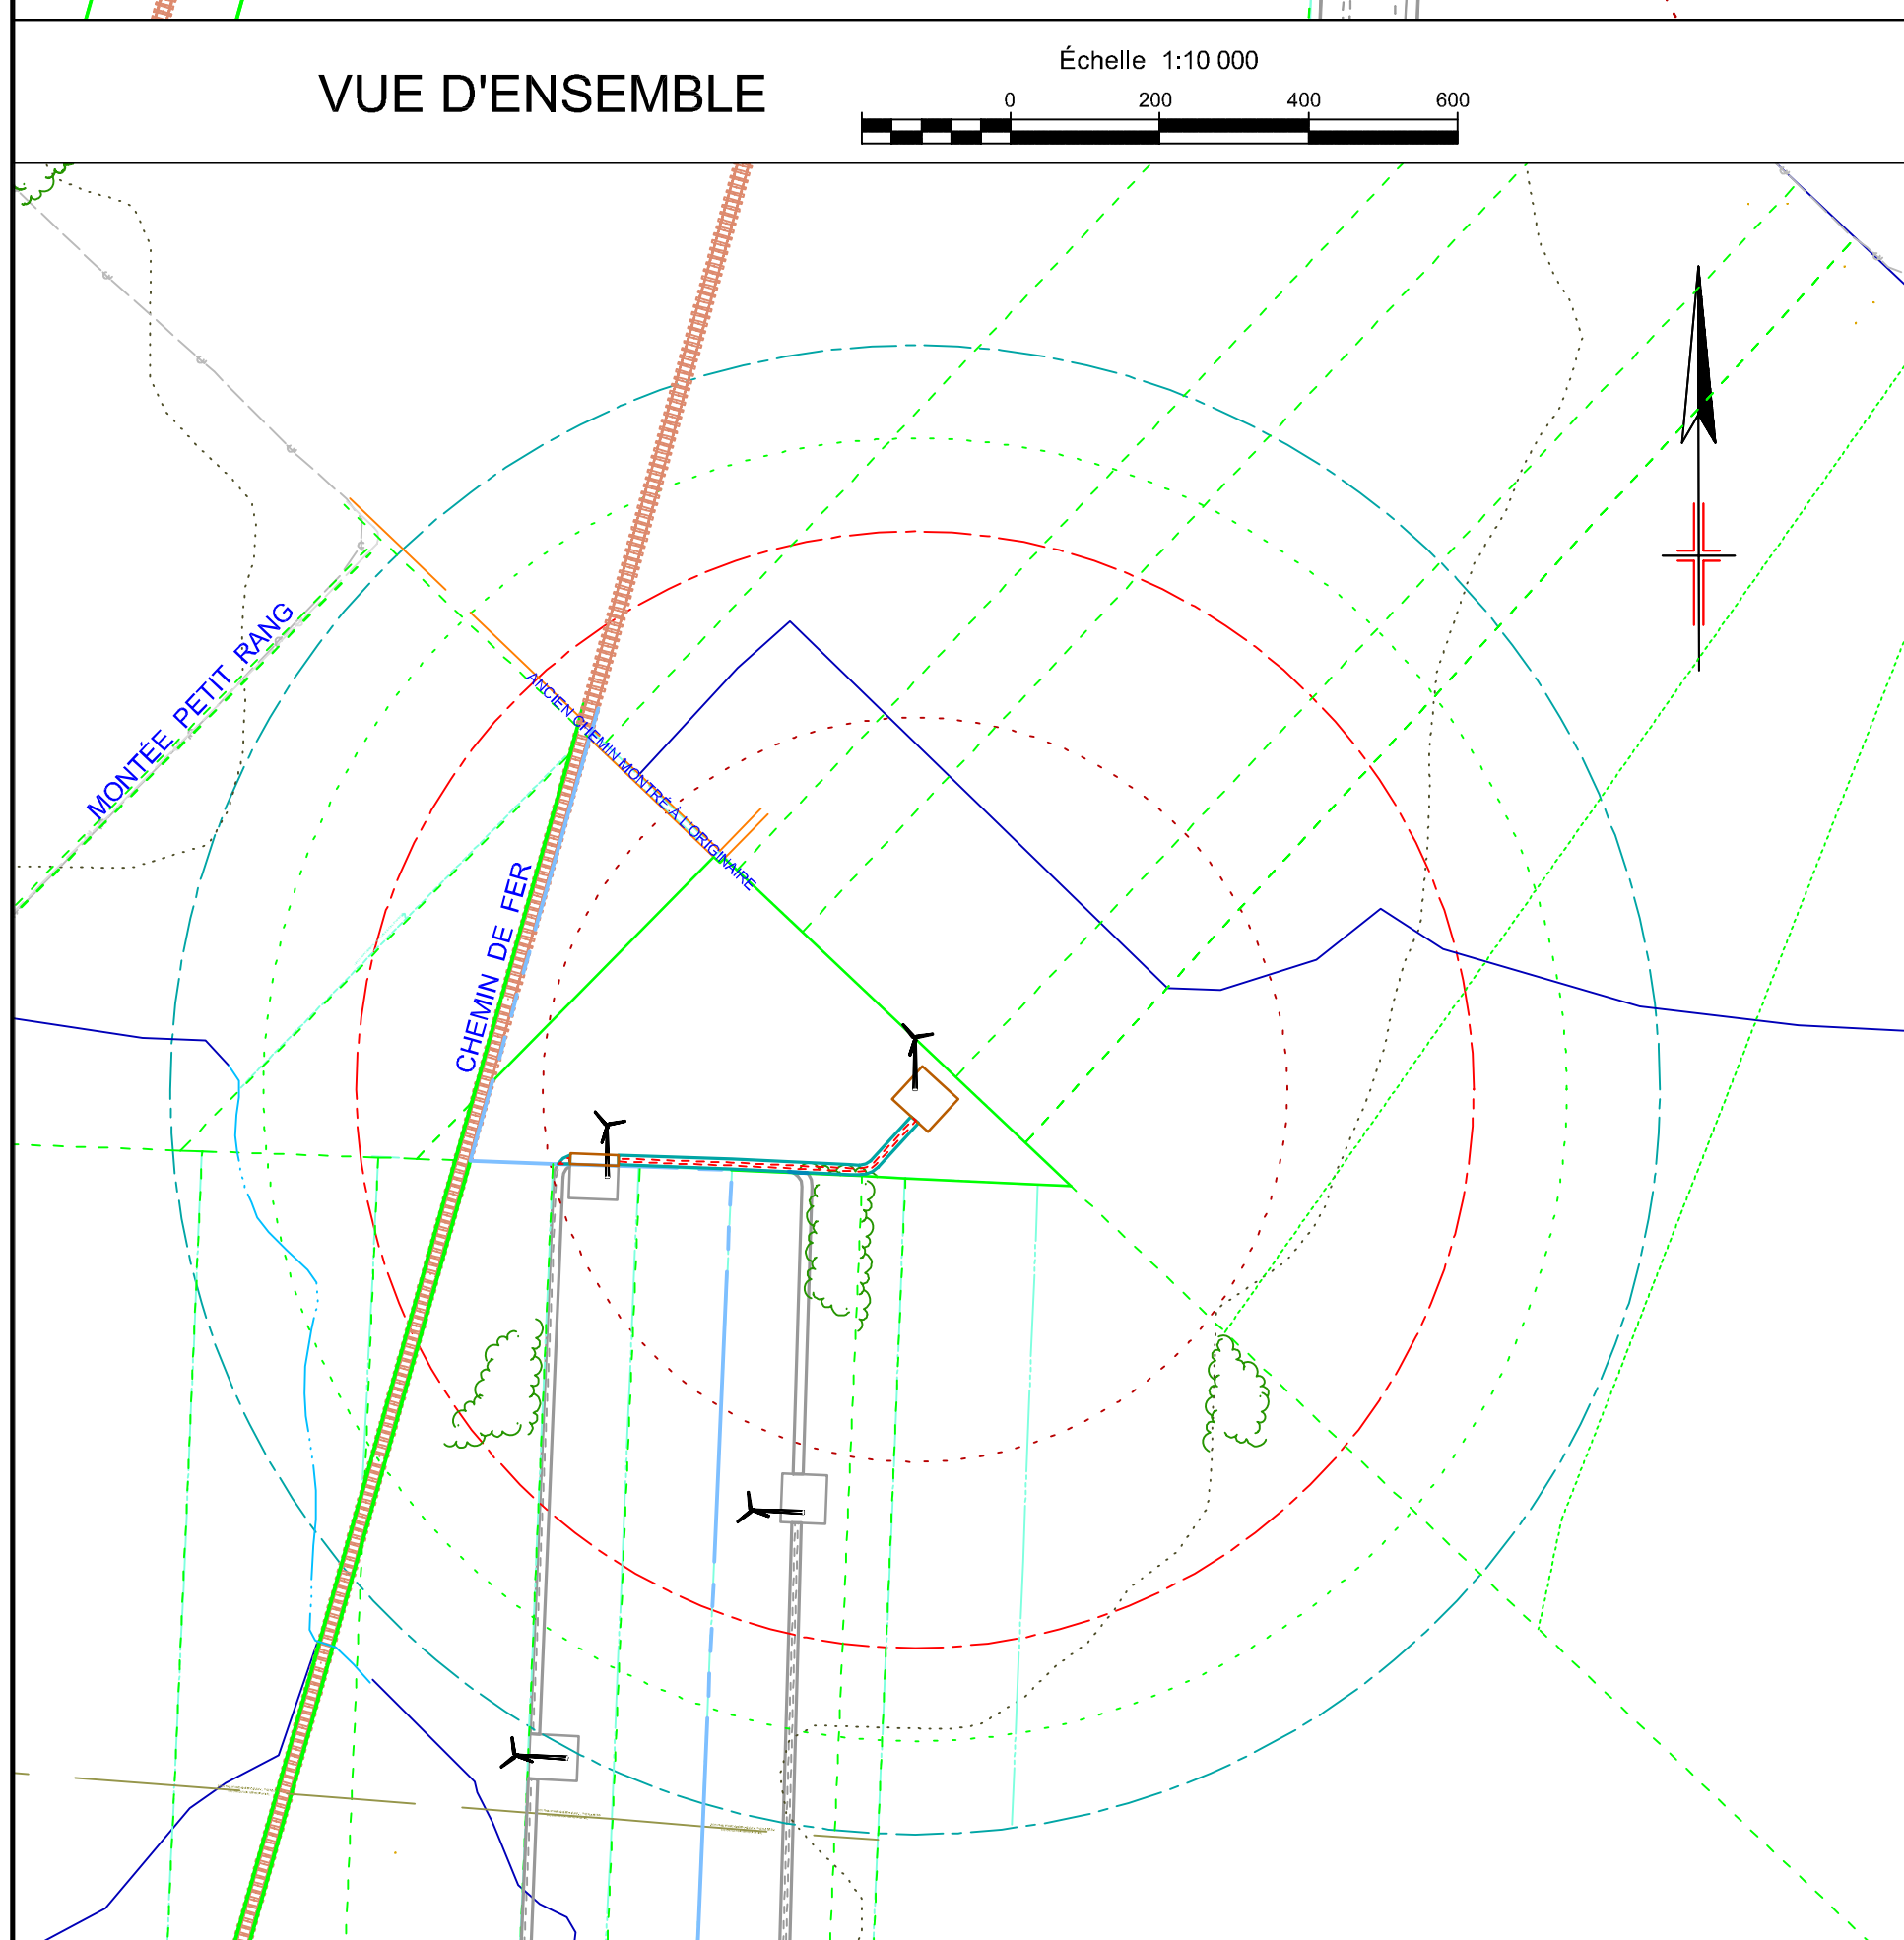 Échelle 1:10 000
VUE D'ENSEMBLE
0 200 400 600
MONTÉE PETIT RANG
ANCIEN CHEMIN MONTRÉ À L'ORIGINAIRE
CHEMIN DE FER